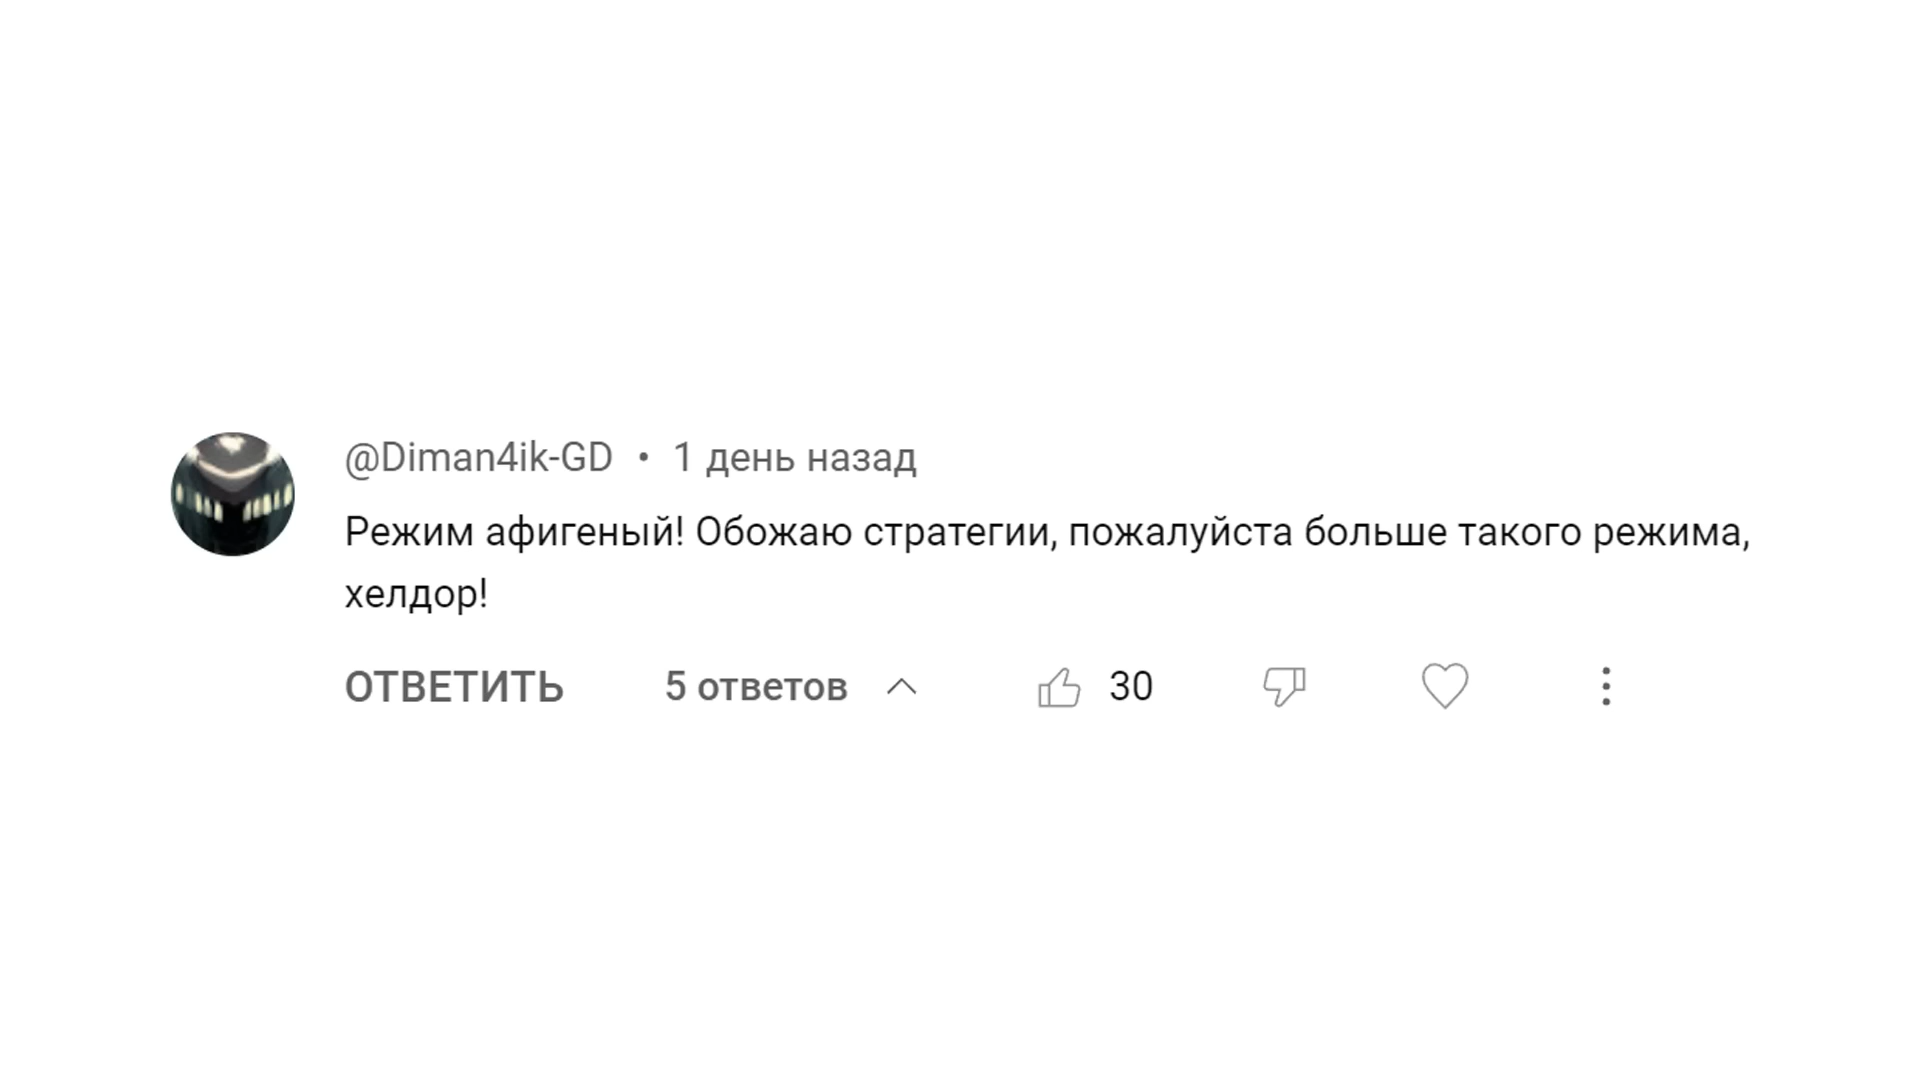 @Diman4ik-GD • 1 день назад
Режим афигеный! Обожаю стратегии, пожалуйста больше такого режима,
хелдор!
ОТВЕТИТЬ 5 ответов 30